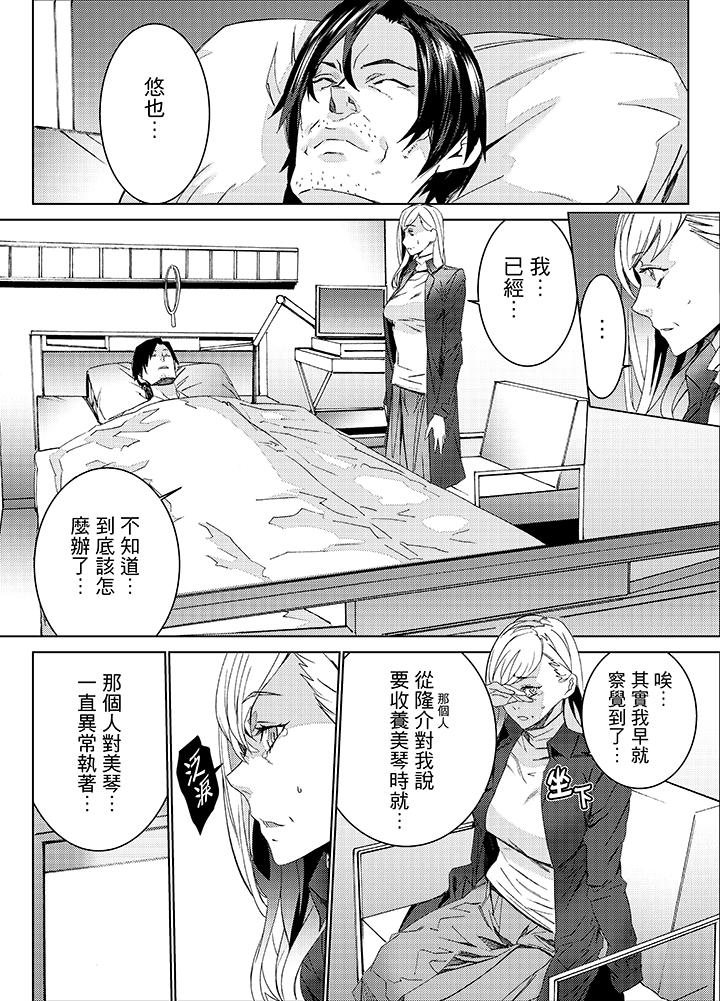 悠也…
…
我…
已經…
不知道…
到底該怎
麼辦了…
唉…
其實我早就
察覺到了…
坐下
那個人
從隆介對我說
要收養美琴時就…
泛淚
那個人對美琴…
一直異常執著…